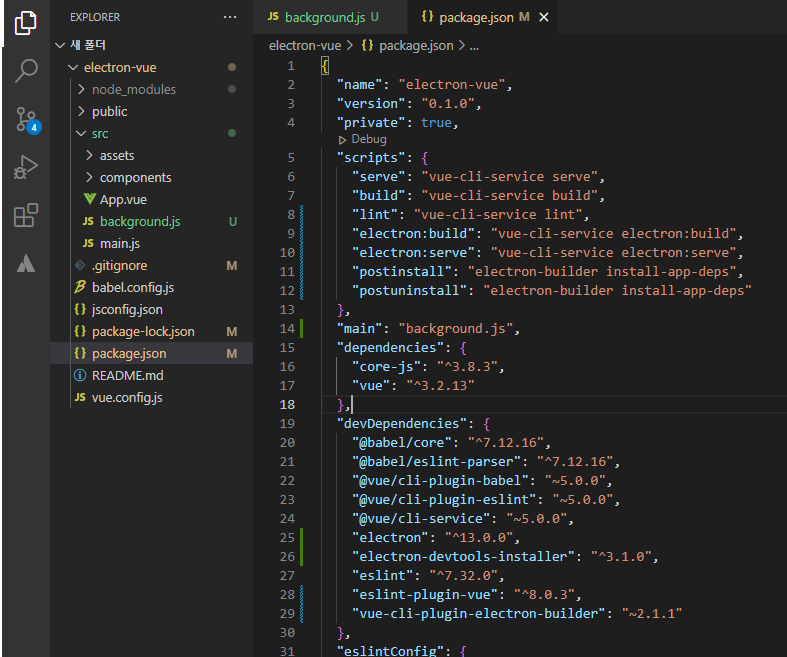 EXPLORER ...
새 폴더
electron-vue
node_modules
public
src
assets
components
App.vue
JS background.js U
JS main.js
.gitignore M
babel.config.js
{} jsconfig.json
{} package-lock.json M
{} package.json M
README.md
JS vue.config.js
4
JS background.js U
{} package.json M
electron-vue > {} package.json > ...
1 {
2 "name": "electron-vue",
3 "version": "0.1.0",
4 "private": true,
Debug
5 "scripts": {
6 "serve": "vue-cli-service serve",
7 "build": "vue-cli-service build",
8 "lint": "vue-cli-service lint",
9 "electron:build": "vue-cli-service electron:build",
10 "electron:serve": "vue-cli-service electron:serve",
11 "postinstall": "electron-builder install-app-deps",
12 "postuninstall": "electron-builder install-app-deps"
13 },
14 "main": "background.js",
15 "dependencies": {
16 "core-js": "^3.8.3",
17 "vue": "^3.2.13"
18 },
19 "devDependencies": {
20 "@babel/core": "^7.12.16",
21 "@babel/eslint-parser": "^7.12.16",
22 "@vue/cli-plugin-babel": "~5.0.0",
23 "@vue/cli-plugin-eslint": "~5.0.0",
24 "@vue/cli-service": "~5.0.0",
25 "electron": "^13.0.0",
26 "electron-devtools-installer": "^3.1.0",
27 "eslint": "^7.32.0",
28 "eslint-plugin-vue": "^8.0.3",
29 "vue-cli-plugin-electron-builder": "~2.1.1"
30 },
31 "eslintConfig": {